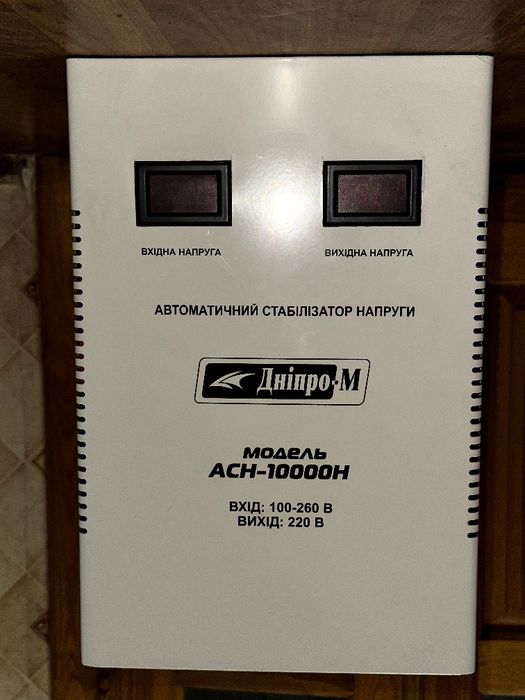 ВХІДНА НАПРУГА
ВИХІДНА НАПРУГА
АВТОМАТИЧНИЙ СТАБІЛІЗАТОР НАПРУГИ
Дніпро-М
МОДЕЛЬ
АСН-10000Н
ВХІД: 100-260 В
ВИХІД: 220 В